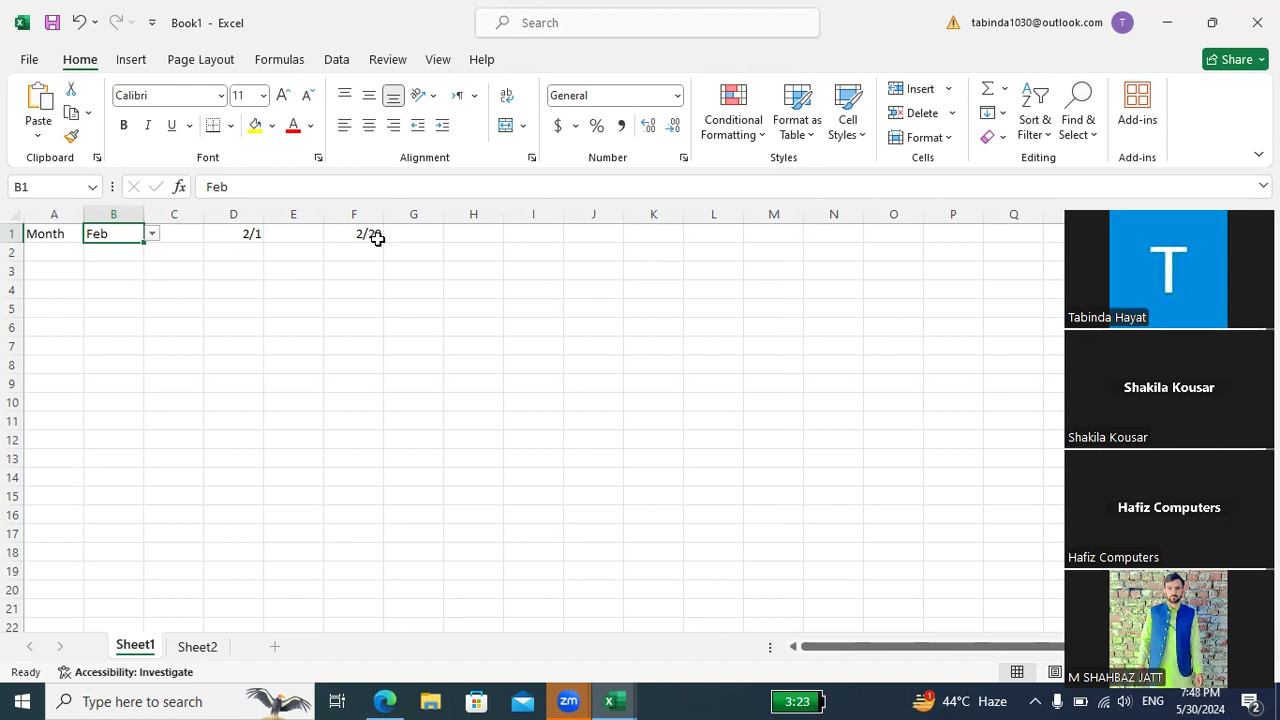 Book1 - Excel
Search
tabinda1030@outlook.com
T
File Home Insert Page Layout Formulas Data Review View Help
Share
Paste
Clipboard
Calibri 11
B I U
Font
Alignment
General
$ % 9
Number
Conditional Formatting
Format as Table
Cell Styles
Styles
Insert
Delete
Format
Cells
Sort & Filter
Find & Select
Editing
Add-ins
Add-ins
B1 fx Feb
A B C D E F G H I J K L M N O P Q
1 Month Feb 2/1
2
3
4
5
6
7
8
9
10
11
12
13
14
15
16
17
18
19
20
21
22
T
Tabinda Hayat
Shakila Kousar
Shakila Kousar
Hafiz Computers
Hafiz Computers
M SHAHBAZ JATT
Sheet1 Sheet2
Ready Accessibility: Investigate
Type here to search
zm
3:23
1
44°C Haze
ENG
7:48 PM
5/30/2024
2